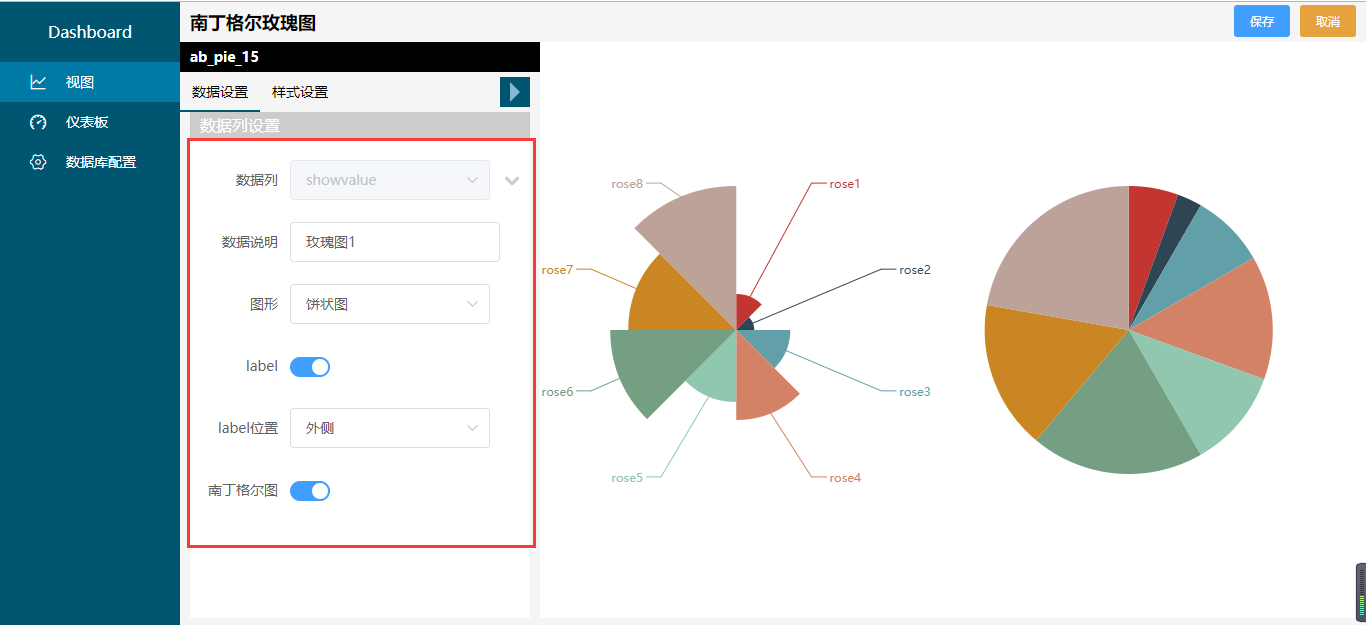 Dashboard
视图
仪表板
数据库配置
南丁格尔玫瑰图
保存
取消
ab_pie_15
数据设置
样式设置
数据列设置
数据列
showvalue
数据说明
玫瑰图1
图形
饼状图
label
label位置
外侧
南丁格尔图
rose8
rose1
rose7
rose2
rose6
rose3
rose5
rose4